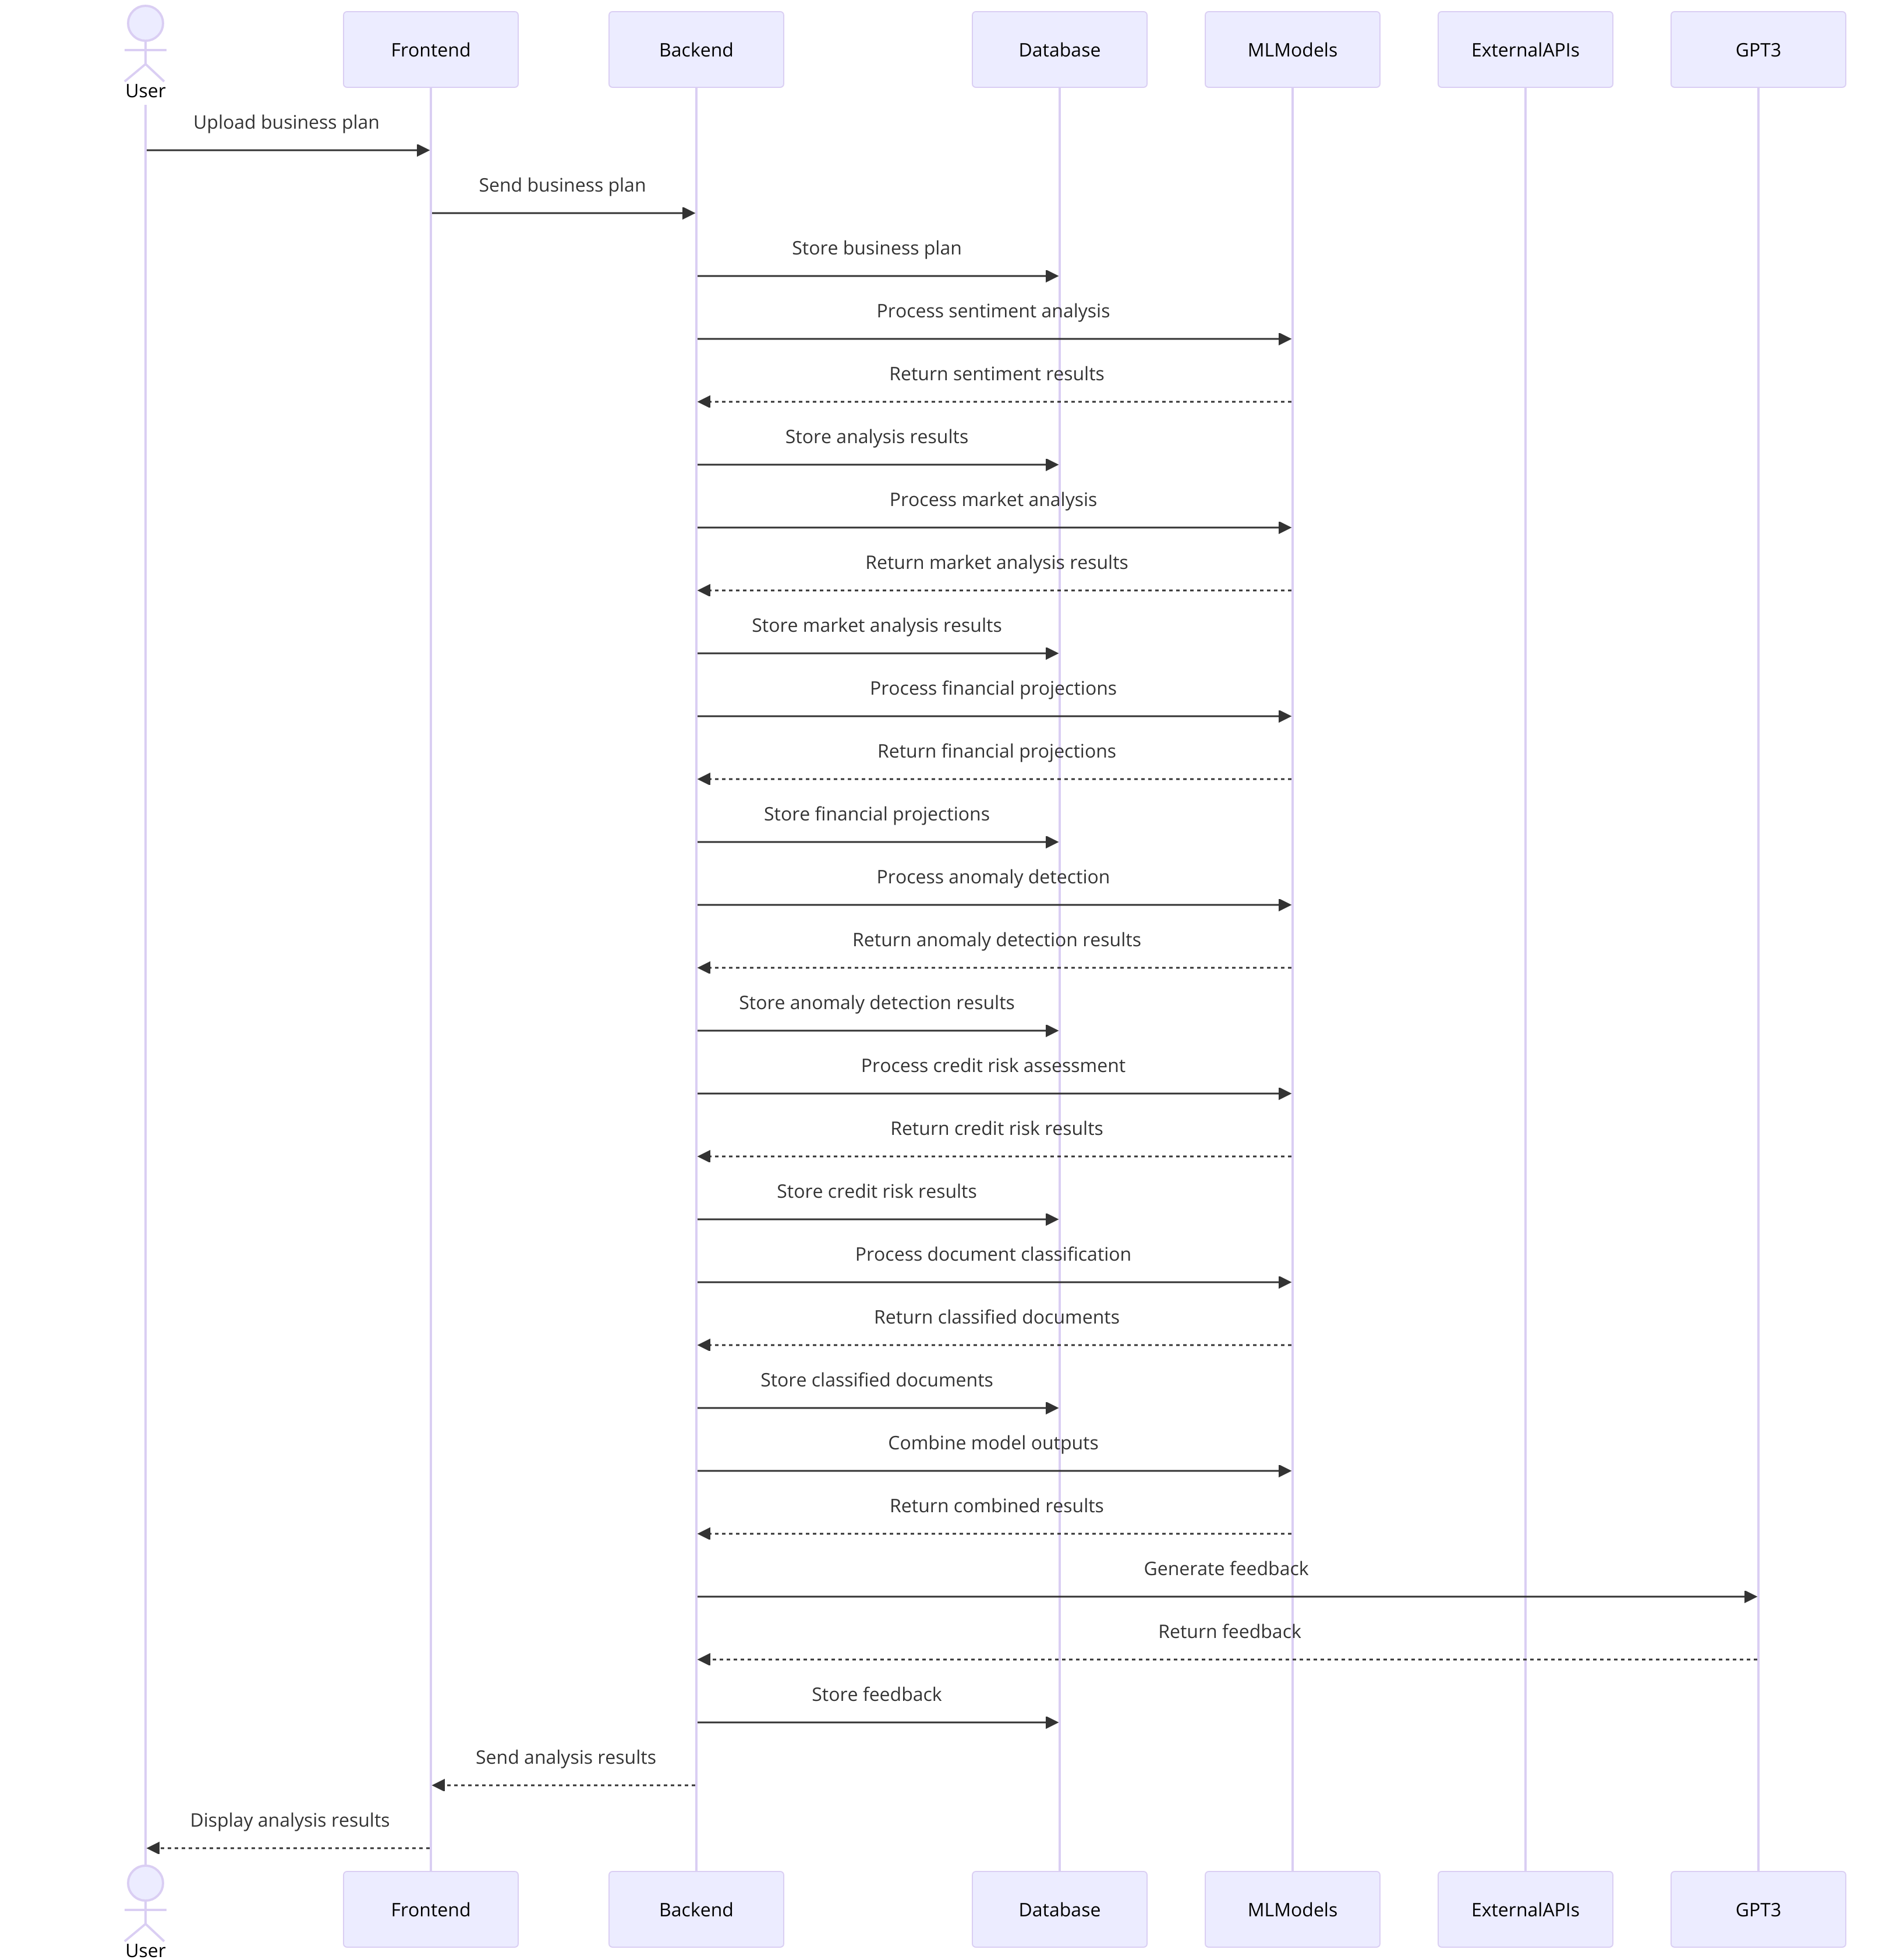 User
Frontend
Backend
Database
MLModels
ExternalAPIs
GPT3
Upload business plan
Send business plan
Store business plan
Process sentiment analysis
Return sentiment results
Store analysis results
Process market analysis
Return market analysis results
Store market analysis results
Process financial projections
Return financial projections
Store financial projections
Process anomaly detection
Return anomaly detection results
Store anomaly detection results
Process credit risk assessment
Return credit risk results
Store credit risk results
Process document classification
Return classified documents
Store classified documents
Combine model outputs
Return combined results
Generate feedback
Return feedback
Store feedback
Send analysis results
Display analysis results
User
Frontend
Backend
Database
MLModels
ExternalAPIs
GPT3